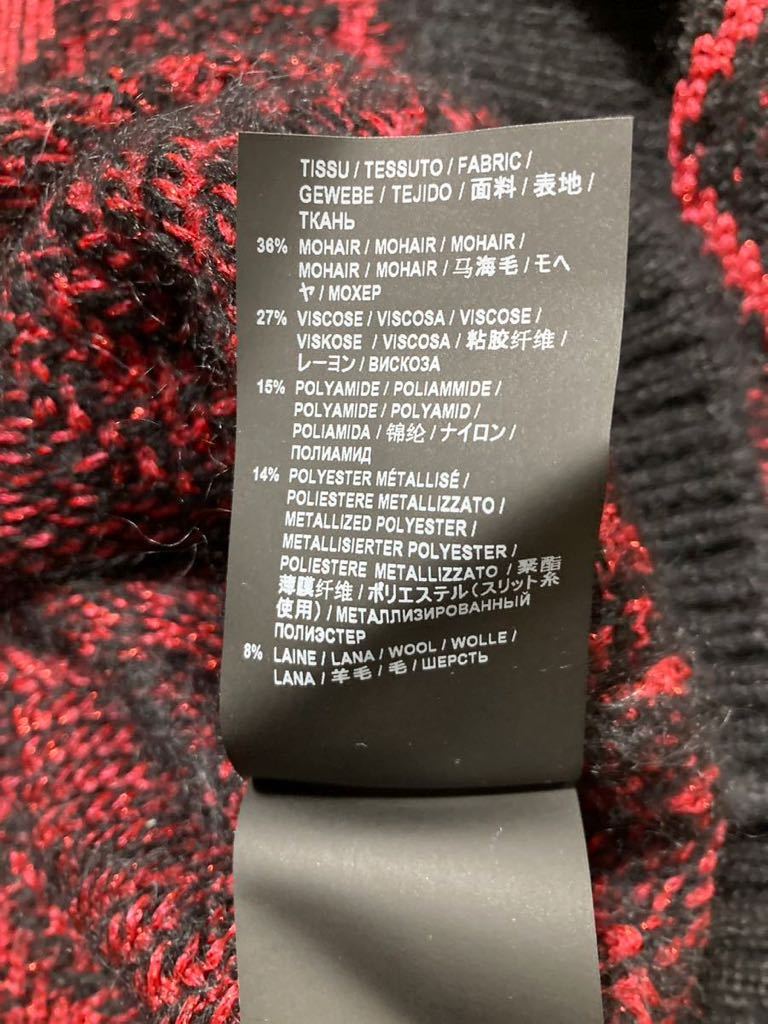 TISSU / TESSUTO / FABRIC /
GEWEBE / TEJIDO / 面料 / 表地 /
ТКАНЬ
36% MOHAIR / MOHAIR / MOHAIR /
MOHAIR / MOHAIR / 马海毛 / モヘ
ヤ / МОХЕР
27% VISCOSE / VISCOSA / VISCOSE /
VISKOSE / VISCOSA / 粘胶纤维 /
レーヨン / ВИСКОЗА
15% POLYAMIDE / POLIAMMIDE /
POLYAMIDE / POLYAMID /
POLIAMIDA / 锦纶 / ナイロン /
ПОЛИАМИД
14% POLYESTER MÉTALLISÉ /
POLIESTERE METALLIZZATO /
METALLIZED POLYESTER /
METALLISIERTER POLYESTER /
POLIESTERE METALLIZZATO / 聚酯
薄膜纤维 / ポリエステル(スリット糸
使用) / МЕТАЛЛИЗИРОВАННЫЙ
ПОЛИЭСТЕР
8% LAINE / LANA / WOOL / WOLLE /
LANA / 羊毛 / 毛 / ШЕРСТЬ